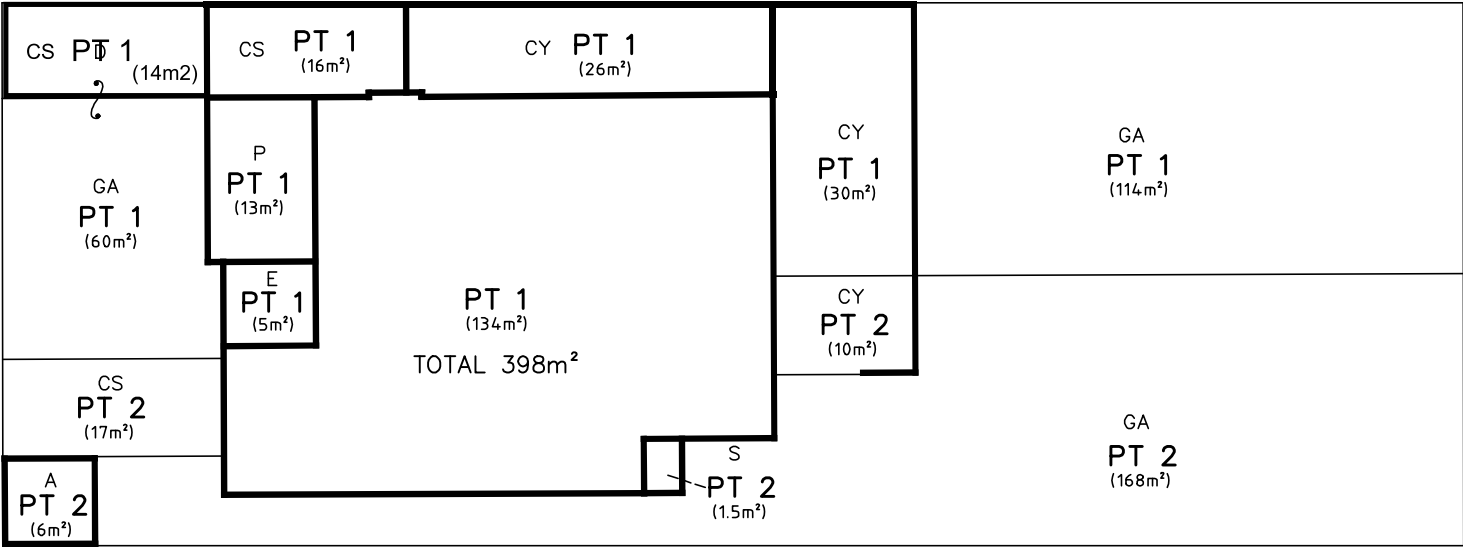 CS PT 1
D
(14m2)
CS PT 1
(16m²)
CY PT 1
(26m²)
CY
PT 1
(30m²)
GA
PT 1
(114m²)
P
PT 1
(13m²)
GA
PT 1
(60m²)
E
PT 1
(5m²)
PT 1
(134m²)
TOTAL 398m²
CY
PT 2
(10m²)
CS
PT 2
(17m²)
GA
PT 2
(168m²)
S
PT 2
(1.5m²)
A
PT 2
(6m²)